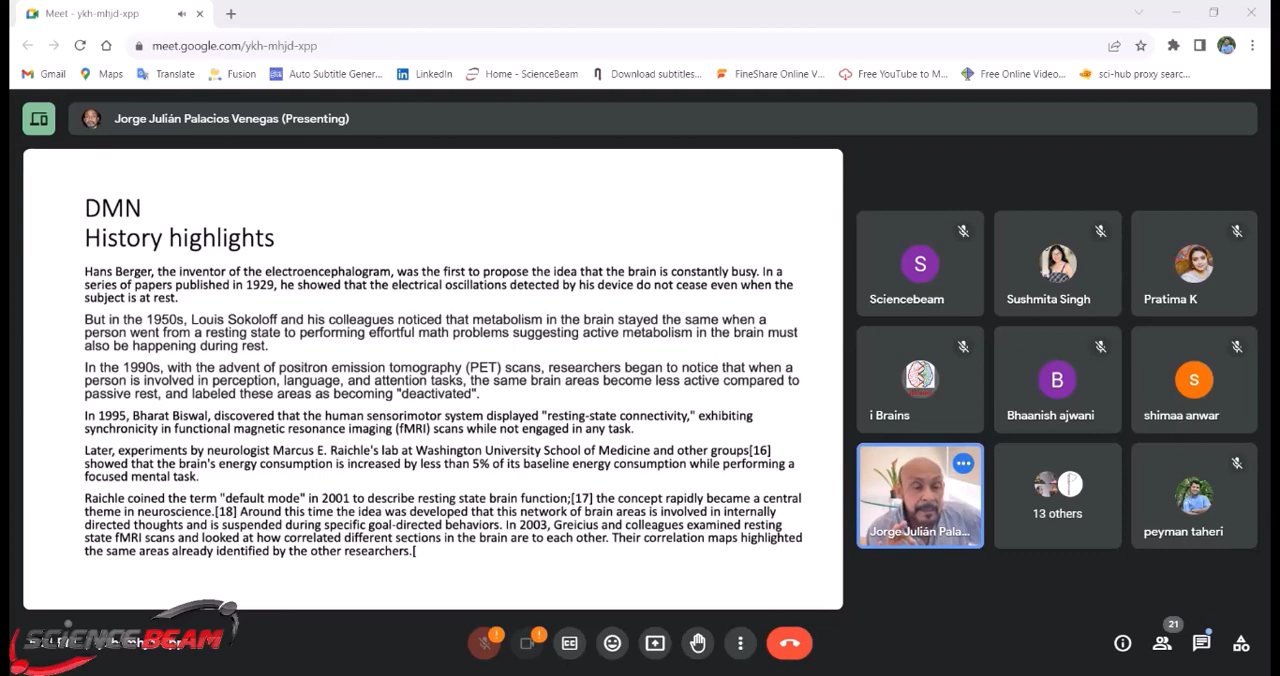 Meet - ykh-mhjd-xpp
meet.google.com/ykh-mhjd-xpp
Gmail Maps Translate Fusion Auto Subtitle Gener... LinkedIn Home - ScienceBeam Download subtitles... FineShare Online V... Free YouTube to M... Free Online Video... sci-hub proxy searc...
Jorge Julián Palacios Venegas (Presenting)
DMN
History highlights
Hans Berger, the inventor of the electroencephalogram, was the first to propose the idea that the brain is constantly busy. In a
series of papers published in 1929, he showed that the electrical oscillations detected by his device do not cease even when the
subject is at rest.
But in the 1950s, Louis Sokoloff and his colleagues noticed that metabolism in the brain stayed the same when a
person went from a resting state to performing effortful math problems suggesting active metabolism in the brain must
also be happening during rest.
In the 1990s, with the advent of positron emission tomography (PET) scans, researchers began to notice that when a
person is involved in perception, language, and attention tasks, the same brain areas become less active compared to
passive rest, and labeled these areas as becoming "deactivated".
In 1995, Bharat Biswal, discovered that the human sensorimotor system displayed "resting-state connectivity," exhibiting
synchronicity in functional magnetic resonance imaging (fMRI) scans while not engaged in any task.
Later, experiments by neurologist Marcus E. Raichle's lab at Washington University School of Medicine and other groups[16]
showed that the brain's energy consumption is increased by less than 5% of its baseline energy consumption while performing a
focused mental task.
Raichle coined the term "default mode" in 2001 to describe resting state brain function;[17] the concept rapidly became a central
theme in neuroscience.[18] Around this time the idea was developed that this network of brain areas is involved in internally
directed thoughts and is suspended during specific goal-directed behaviors. In 2003, Greicius and colleagues examined resting
state fMRI scans and looked at how correlated different sections in the brain are to each other. Their correlation maps highlighted
the same areas already identified by the other researchers.[
S
Sciencebeam
Sushmita Singh
Pratima K
i Brains
B
Bhaanish ajwani
s
shimaa anwar
Jorge Julián Pala...
P
13 others
peyman taheri
SCIENCEBEAM
21